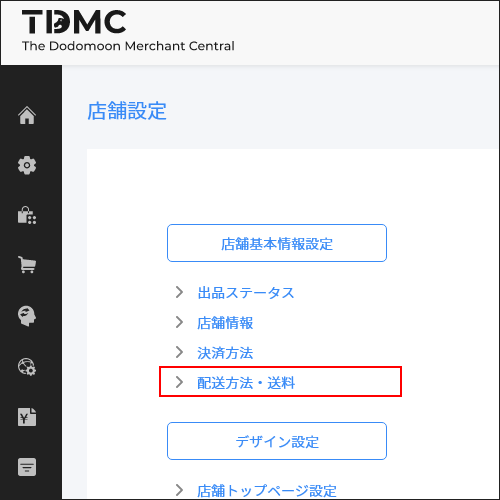 TDMC
The Dodomoon Merchant Central
店舗設定
店舗基本情報設定
出品ステータス
店舗情報
決済方法
配送方法・送料
デザイン設定
店舗トップページ設定